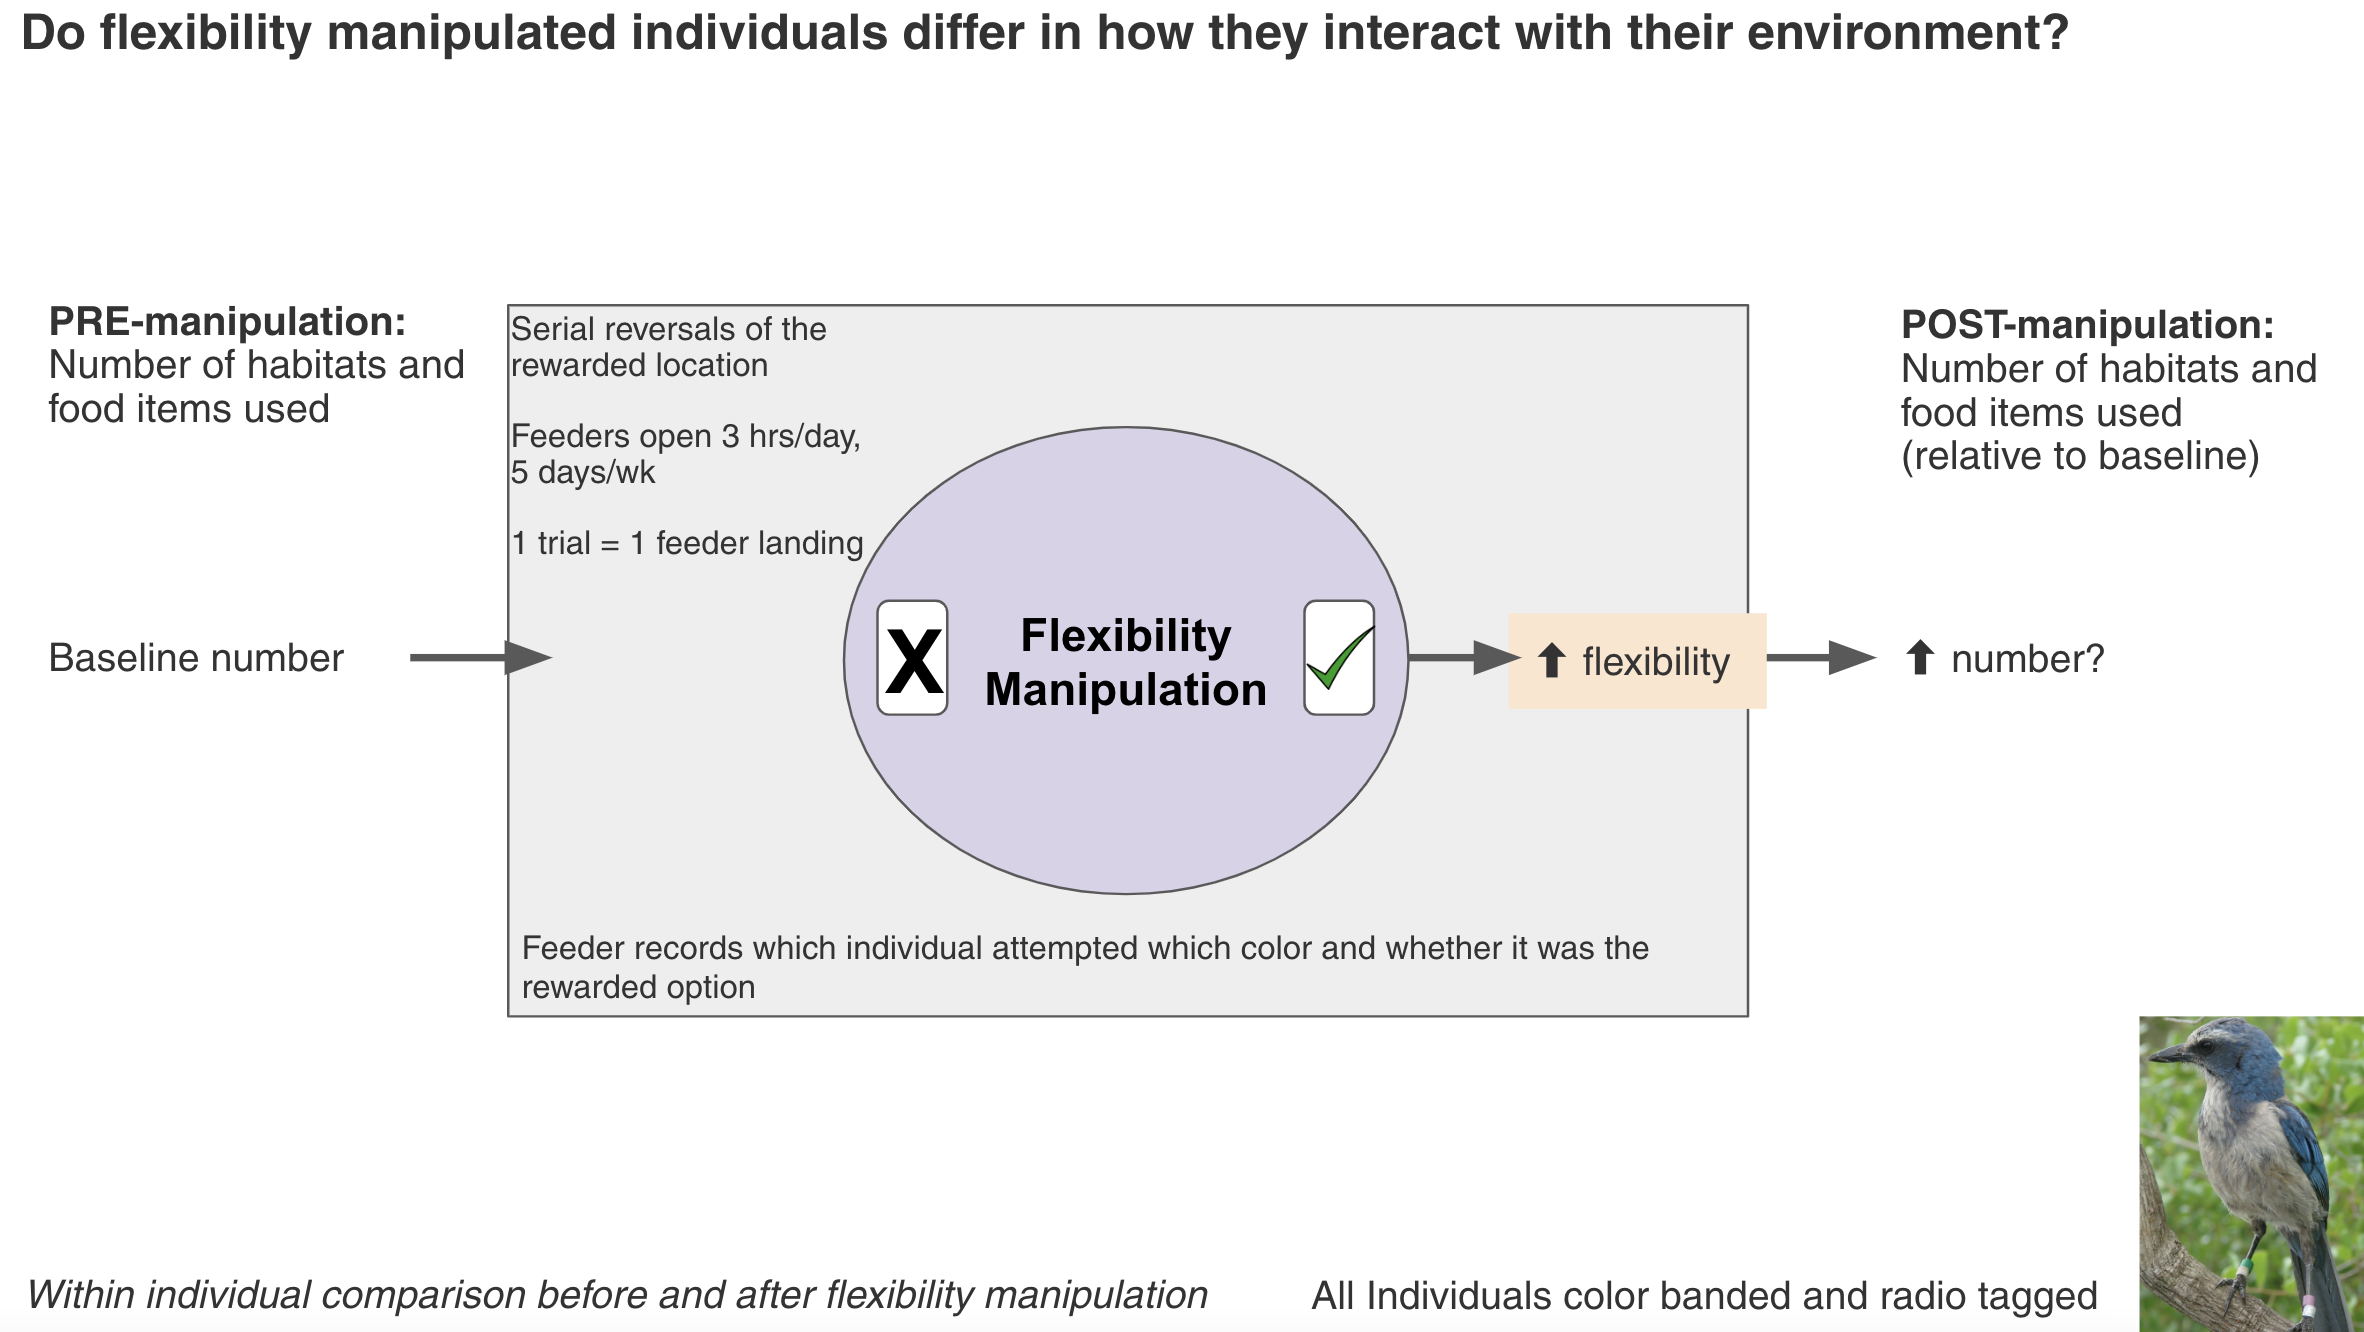 Do flexibility manipulated individuals differ in how they interact with their environment?
PRE-manipulation:
Number of habitats and
food items used
Baseline number
Serial reversals of the
rewarded location
Feeders open 3 hrs/day,
5 days/wk
1 trial = 1 feeder landing
X
Flexibility
Manipulation
flexibility
Feeder records which individual attempted which color and whether it was the
rewarded option
POST-manipulation:
Number of habitats and
food items used
(relative to baseline)
number?
Within individual comparison before and after flexibility manipulation
All Individuals color banded and radio tagged